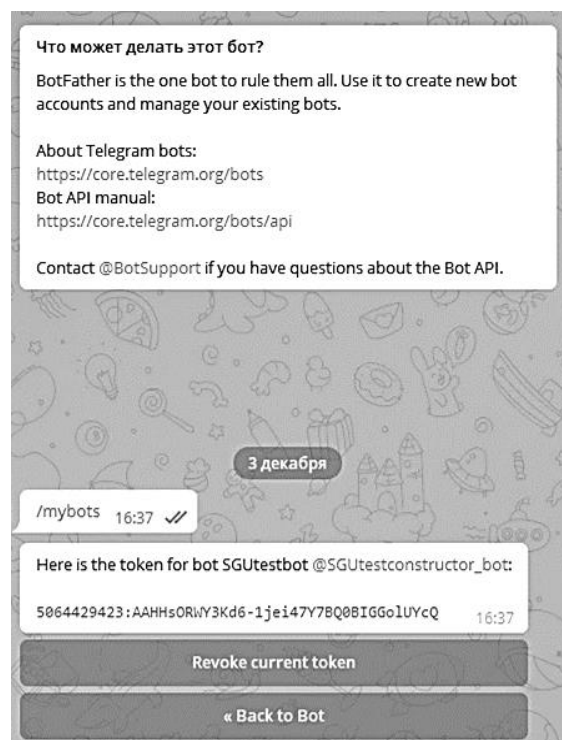 Что может делать этот бот?
BotFather is the one bot to rule them all. Use it to create new bot
accounts and manage your existing bots.
About Telegram bots:
https://core.telegram.org/bots
Bot API manual:
https://core.telegram.org/bots/api
Contact @BotSupport if you have questions about the Bot API.
3 декабря
/mybots 16:37
Here is the token for bot SGUtestbot @SGUtestconstructor_bot:
5064429423:AAHHsORWY3Kd6-1jei47Y7BQ0BIGGolUYcQ 16:37
Revoke current token
« Back to Bot